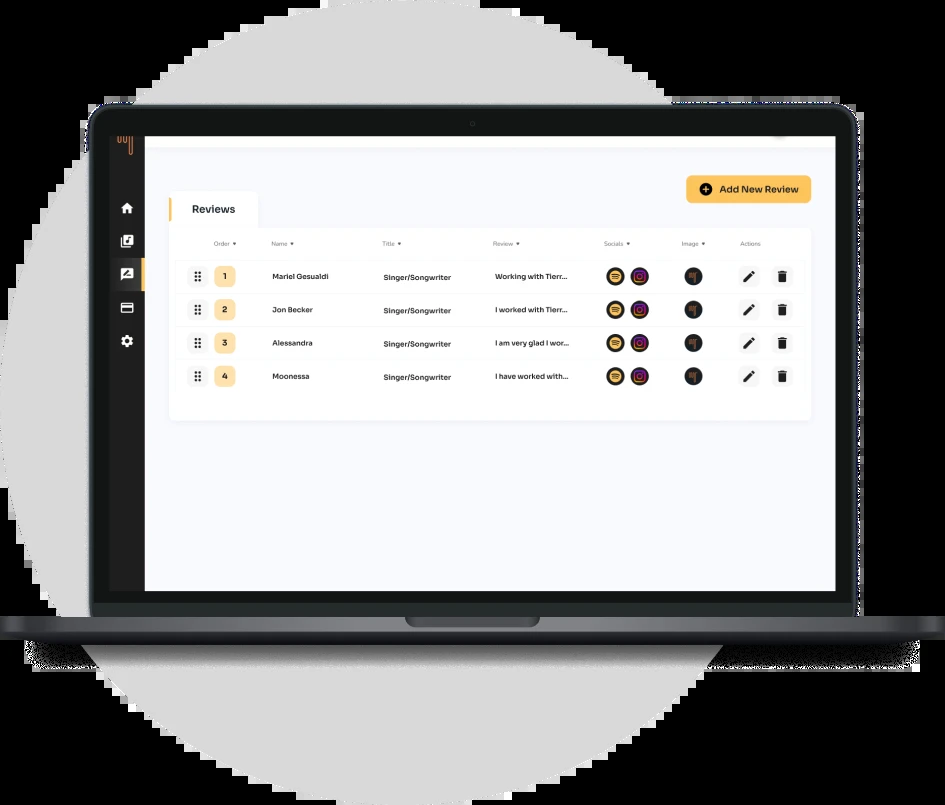 Add New Review
Reviews
Order Name Title Review Socials Image Actions
1 Mariel Gesualdi Singer/Songwriter Working with Tierr...
2 Jon Becker Singer/Songwriter I worked with Tierr...
3 Alessandra Singer/Songwriter I am very glad I wor...
4 Moonessa Singer/Songwriter I have worked with...